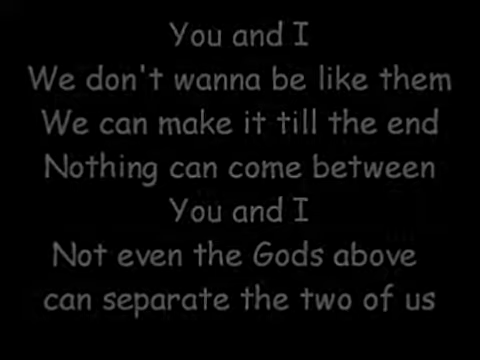 You and I
We don't wanna be like them
We can make it till the end
Nothing can come between
You and I
Not even the Gods above
can separate the two of us